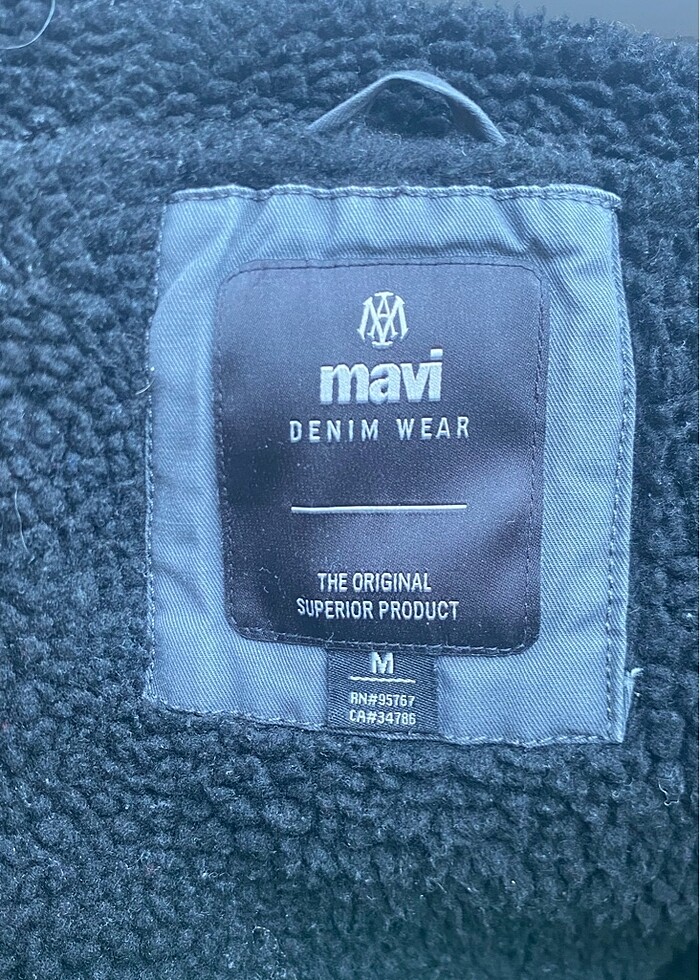 mavi
DENIM WEAR
THE ORIGINAL
SUPERIOR PRODUCT
M
RN#95767
CA#34786